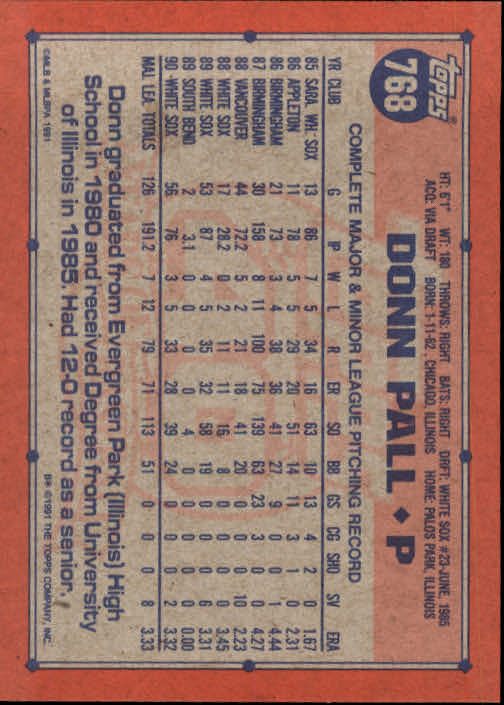 topps®
768
HT: 6'1" WT: 180 THROWS: RIGHT BATS: RIGHT DRFT: WHITE SOX #23-JUNE, 1985
ACQ: VIA DRAFT BORN: 1-11-62, CHICAGO, ILLINOIS HOME: PALOS PARK, ILLINOIS
DONN PALL ♦ P
COMPLETE MAJOR & MINOR LEAGUE PITCHING RECORD
YR CLUB G IP W L R ER SO BB GS CG SHO SV ERA
85 SARA. WH. SOX 13 86 7 5 34 16 63 10 13 4 2 0 1.67
86 APPLETON 11 78 5 5 29 20 51 14 11 3 1 0 2.31
86 BIRMINGHAM 21 73 3 4 38 36 41 27 9 0 0 1 4.44
87 BIRMINGHAM 30 158 8 11 100 75 139 63 23 3 0 0 4.27
88 VANCOUVER 44 72.2 5 2 21 18 41 20 0 0 0 10 2.23
88 WHITE SOX 17 28.2 0 2 11 11 16 8 0 0 0 0 3.45
89 WHITE SOX 53 87 4 5 35 32 58 19 0 0 0 6 3.31
89 SOUTH BEND 2 3.1 0 0 0 0 4 0 0 0 0 0 0.00
90 WHITE SOX 56 76 3 5 33 28 39 24 0 0 0 2 3.32
MAJ. LEA. TOTALS 126 191.2 7 12 79 71 113 51 0 0 0 8 3.33
Donn graduated from Evergreen Park (Illinois) High
School in 1980 and received Degree from University
of Illinois in 1985. Had 12-0 record as a senior.
©MLB & MLBPA 1991
B* ©1991 THE TOPPS COMPANY, INC.